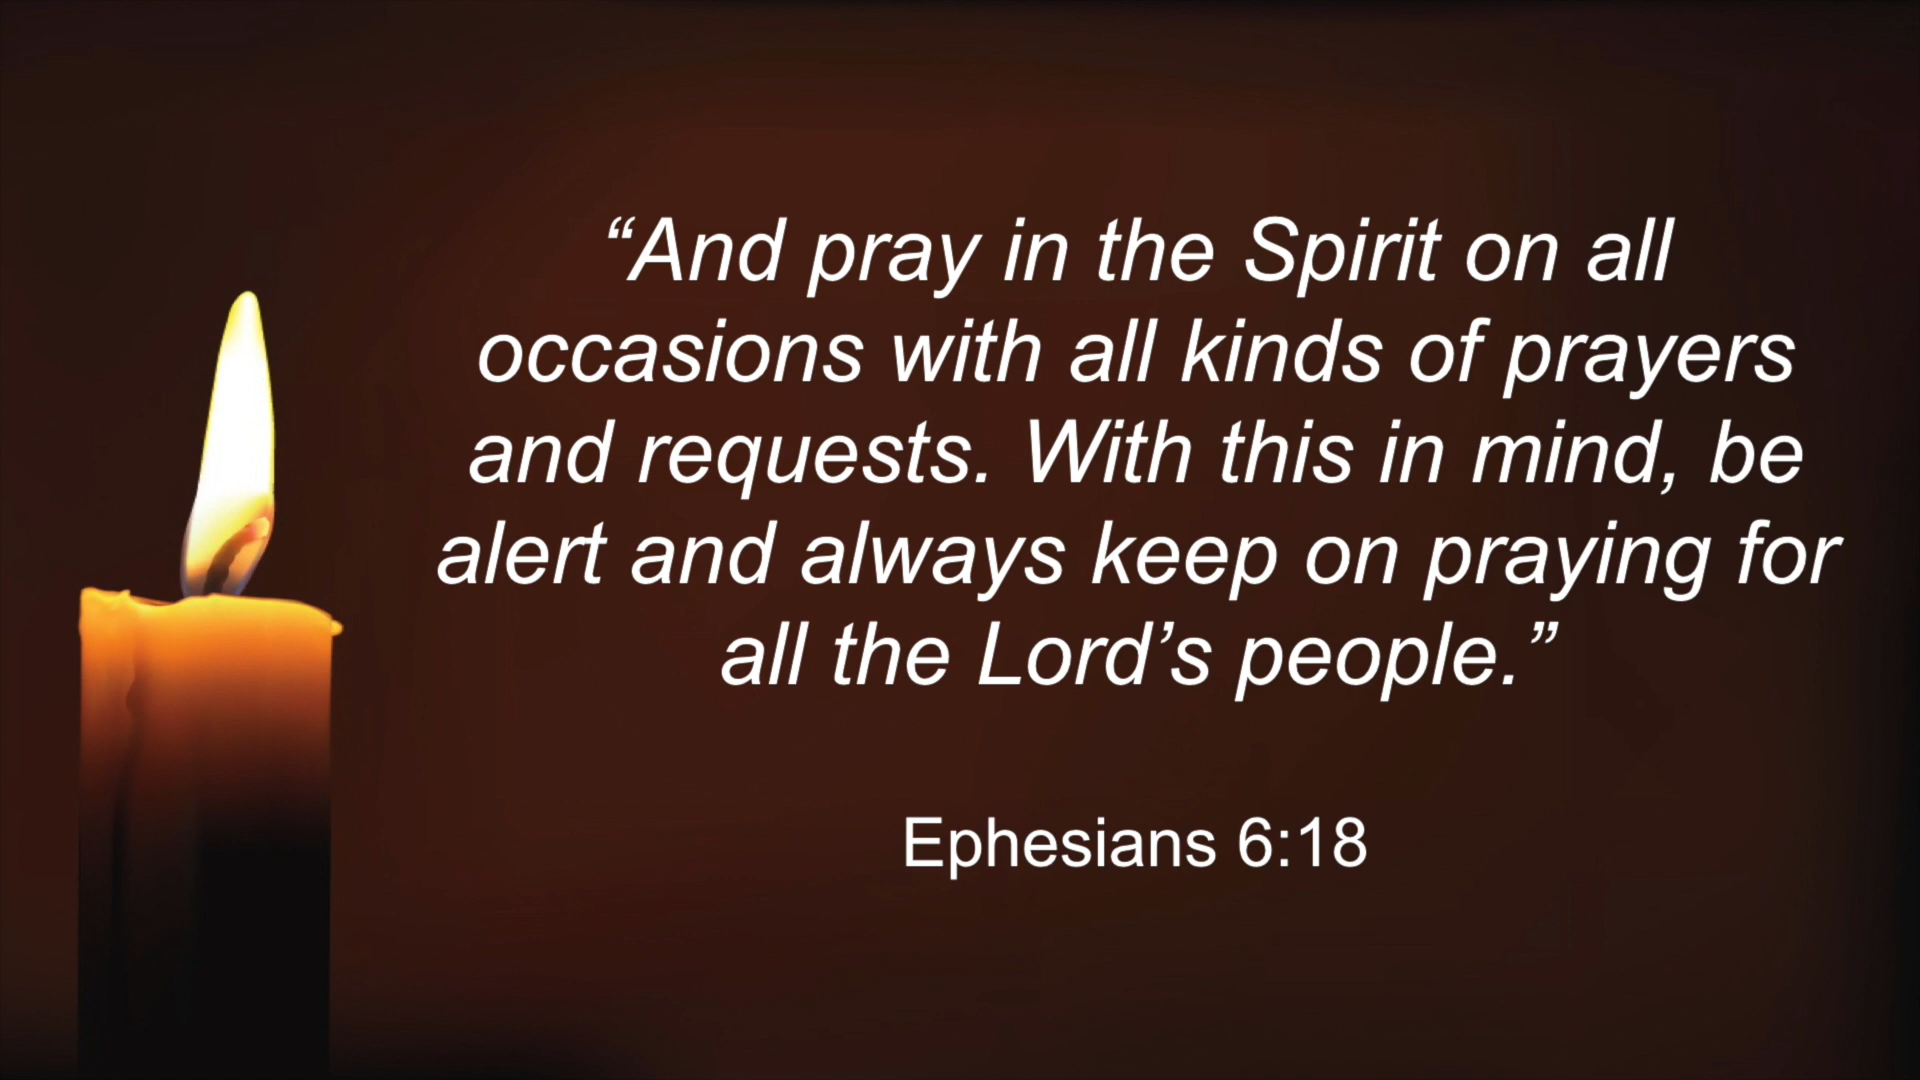 “And pray in the Spirit on all
occasions with all kinds of prayers
and requests. With this in mind, be
alert and always keep on praying for
all the Lord’s people.”
Ephesians 6:18